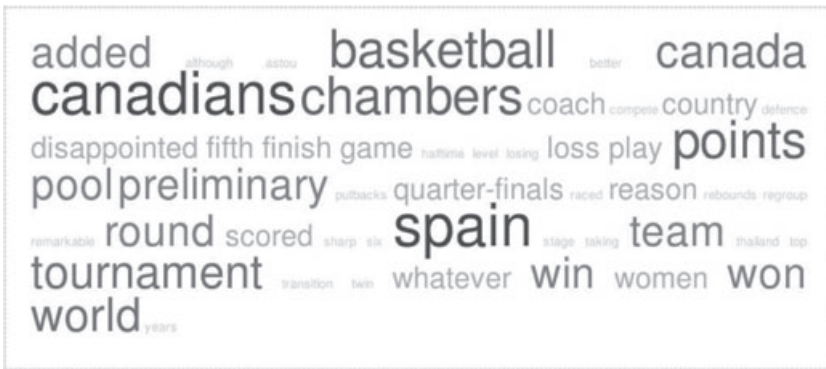 added although astou basketball better canada
canadians chambers coach compete country defence
disappointed fifth finish game halftime level losing loss play points
pool preliminary putbacks quarter-finals raced reason rebounds regroup
remarkable round scored sharp six spain stage taking team thailand top
tournament transition twin whatever win women won
world years